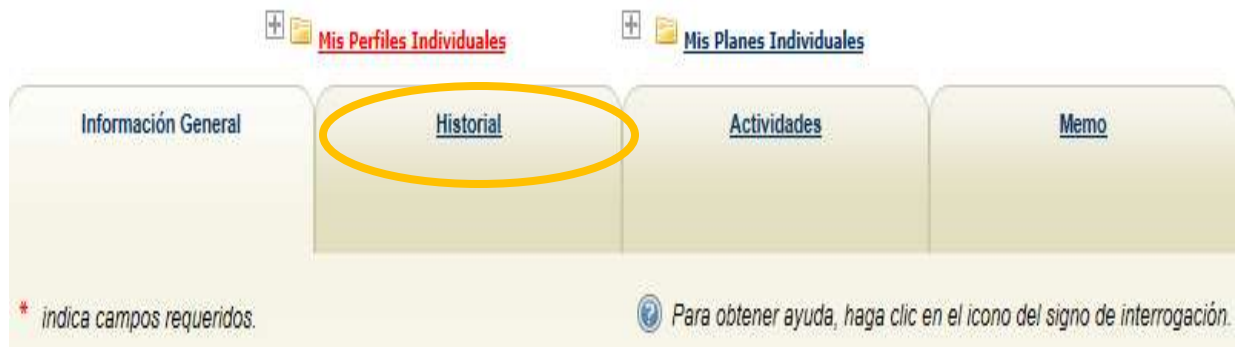 Mis Perfiles Individuales Mis Planes Individuales
Información General Historial Actividades Memo
* indica campos requeridos. Para obtener ayuda, haga clic en el icono del signo de interrogación.